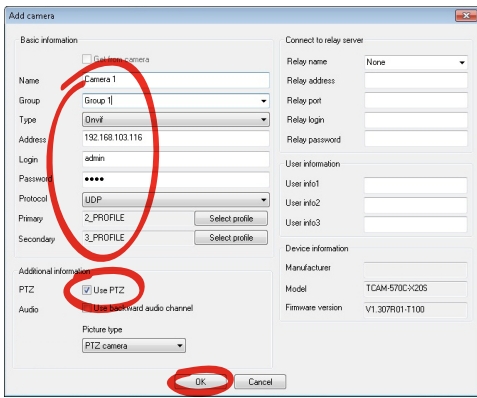 Add camera
Basic information
Get from camera
Name Camera 1
Group Group 1
Type Onvif
Address 192.168.103.116
Login admin
Password ••••
Protocol UDP
Primary 2_PROFILE Select profile
Secondary 3_PROFILE Select profile
Additional information
PTZ Use PTZ
Audio Use backward audio channel
Picture type
PTZ camera
Connect to relay server
Relay name None
Relay address
Relay port
Relay login
Relay password
User information
User info1
User info2
User info3
Device information
Manufacturer
Model TCAM-570C-X20S
Firmware version V1.307R01-T100
OK Cancel